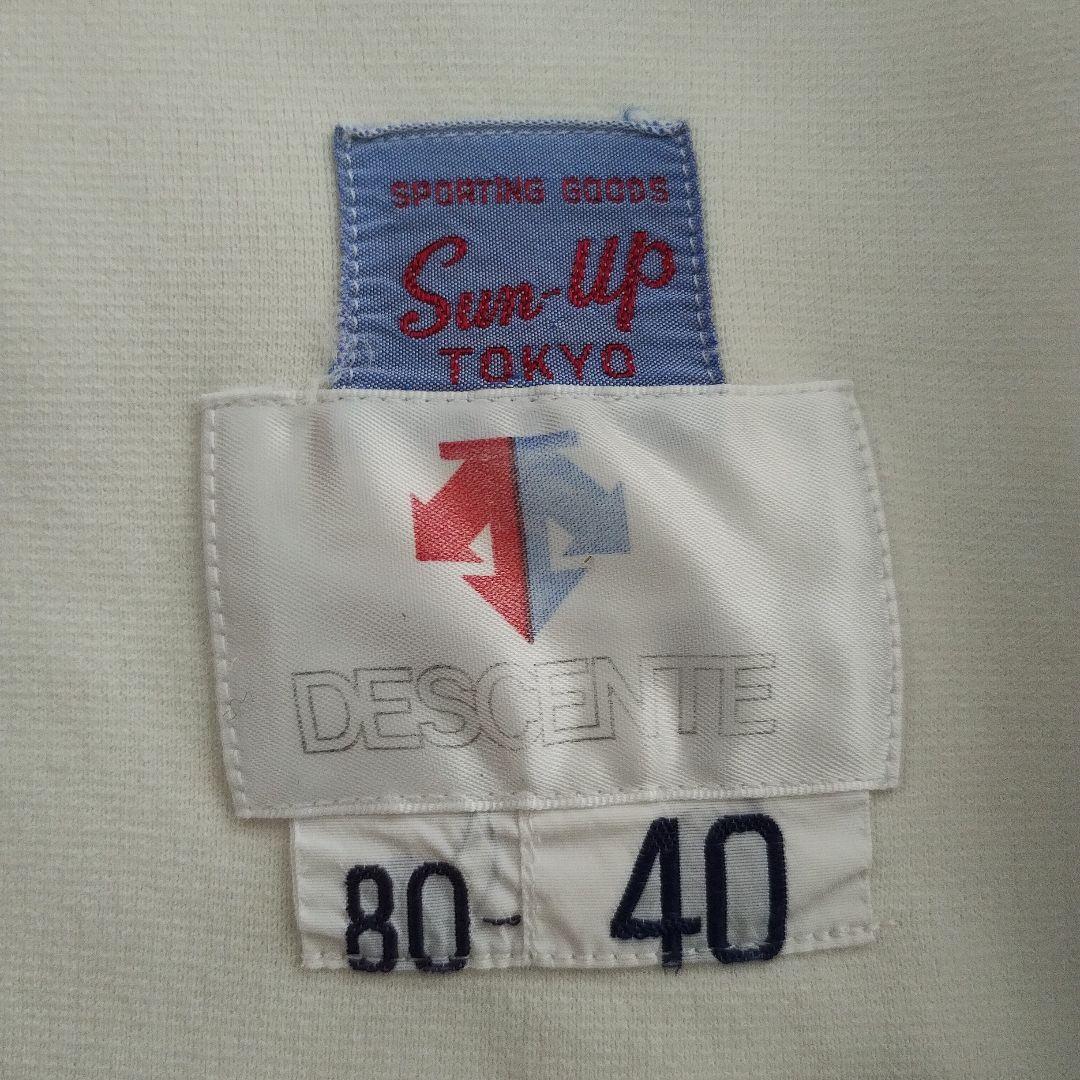 SPORTING GOODS
Sun-Up
TOKYO
DESCENTE
80-40